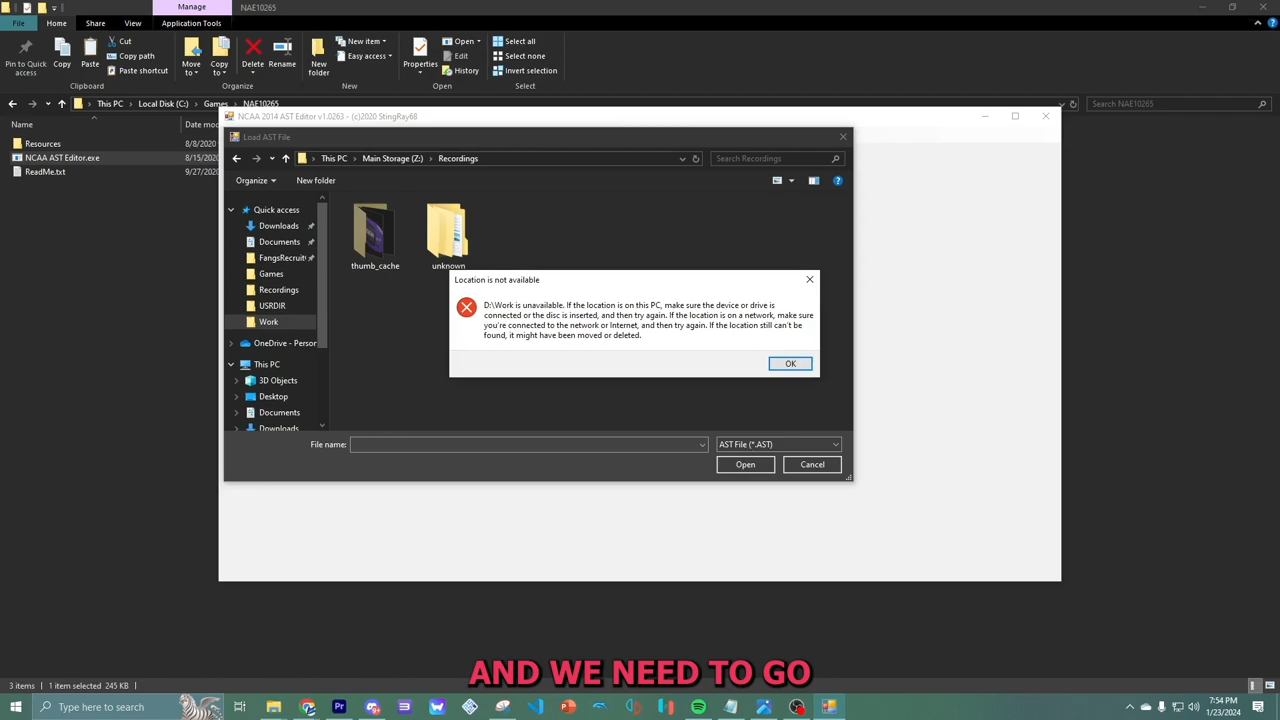 Manage
NAE10265
File
Home
Share
View
Application Tools
Pin to Quick
access
Copy
Paste
Cut
Copy path
Paste shortcut
Clipboard
Move
to
Copy
to
Delete
Rename
Organize
New
folder
New item
Easy access
New
Properties
Open
Edit
History
Open
Select all
Select none
Invert selection
Select
This PC
Local Disk (C:)
Games
NAE10265
Search NAE10265
Name
Date mod
Resources
8/8/2020
NCAA AST Editor.exe
8/15/2020
ReadMe.txt
9/27/2020
NCAA 2014 AST Editor v1.0263 - (c)2020 StingRay68
Load AST File
This PC
Main Storage (Z:)
Recordings
Search Recordings
Organize
New folder
Quick access
Downloads
Documents
FangsRecruit
Games
Recordings
USRDIR
Work
OneDrive - Person
This PC
3D Objects
Desktop
Documents
Downloads
thumb_cache
unknown
Location is not available
D:\Work is unavailable. If the location is on this PC, make sure the device or drive is
connected or the disc is inserted, and then try again. If the location is on a network, make sure
you're connected to the network or Internet, and then try again. If the location still can't be
found, it might have been moved or deleted.
OK
File name:
AST File (*.AST)
Open
Cancel
AND WE NEED TO GO
3 items
1 item selected 245 KB
Type here to search
7:54 PM
1/23/2024